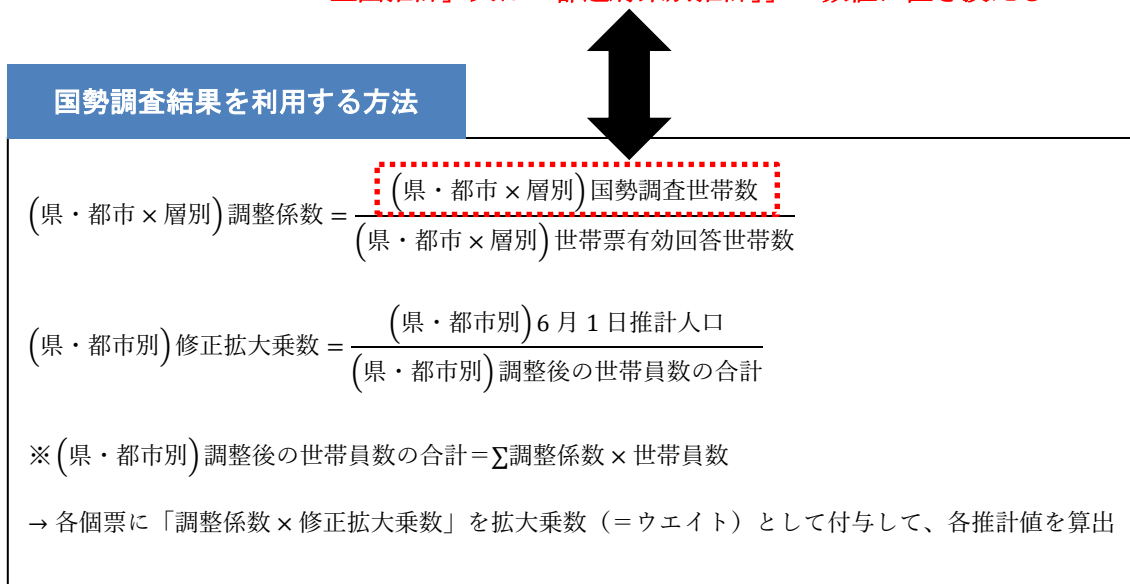 国勢調査結果を利用する方法
(県・都市 × 層別)調整係数 = (県・都市 × 層別)国勢調査世帯数
(県・都市 × 層別)世帯票有効回答世帯数
(県・都市別)修正拡大乗数 = (県・都市別)6 月 1 日推計人口
(県・都市別)調整後の世帯員数の合計
※(県・都市別)調整後の世帯員数の合計=∑調整係数 × 世帯員数
→ 各個票に「調整係数 × 修正拡大乗数」を拡大乗数（=ウエイト）として付与して、各推計値を算出